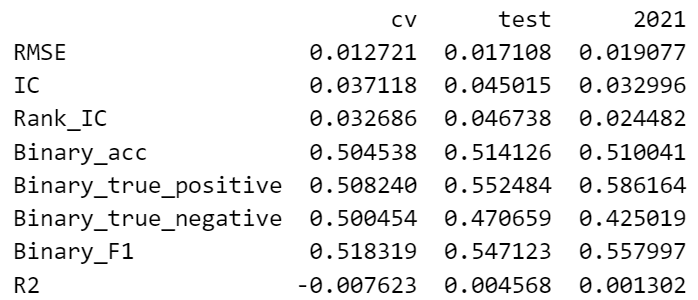 cv test 2021
RMSE 0.012721 0.017108 0.019077
IC 0.037118 0.045015 0.032996
Rank_IC 0.032686 0.046738 0.024482
Binary_acc 0.504538 0.514126 0.510041
Binary_true_positive 0.508240 0.552484 0.586164
Binary_true_negative 0.500454 0.470659 0.425019
Binary_F1 0.518319 0.547123 0.557997
R2 -0.007623 0.004568 0.001302